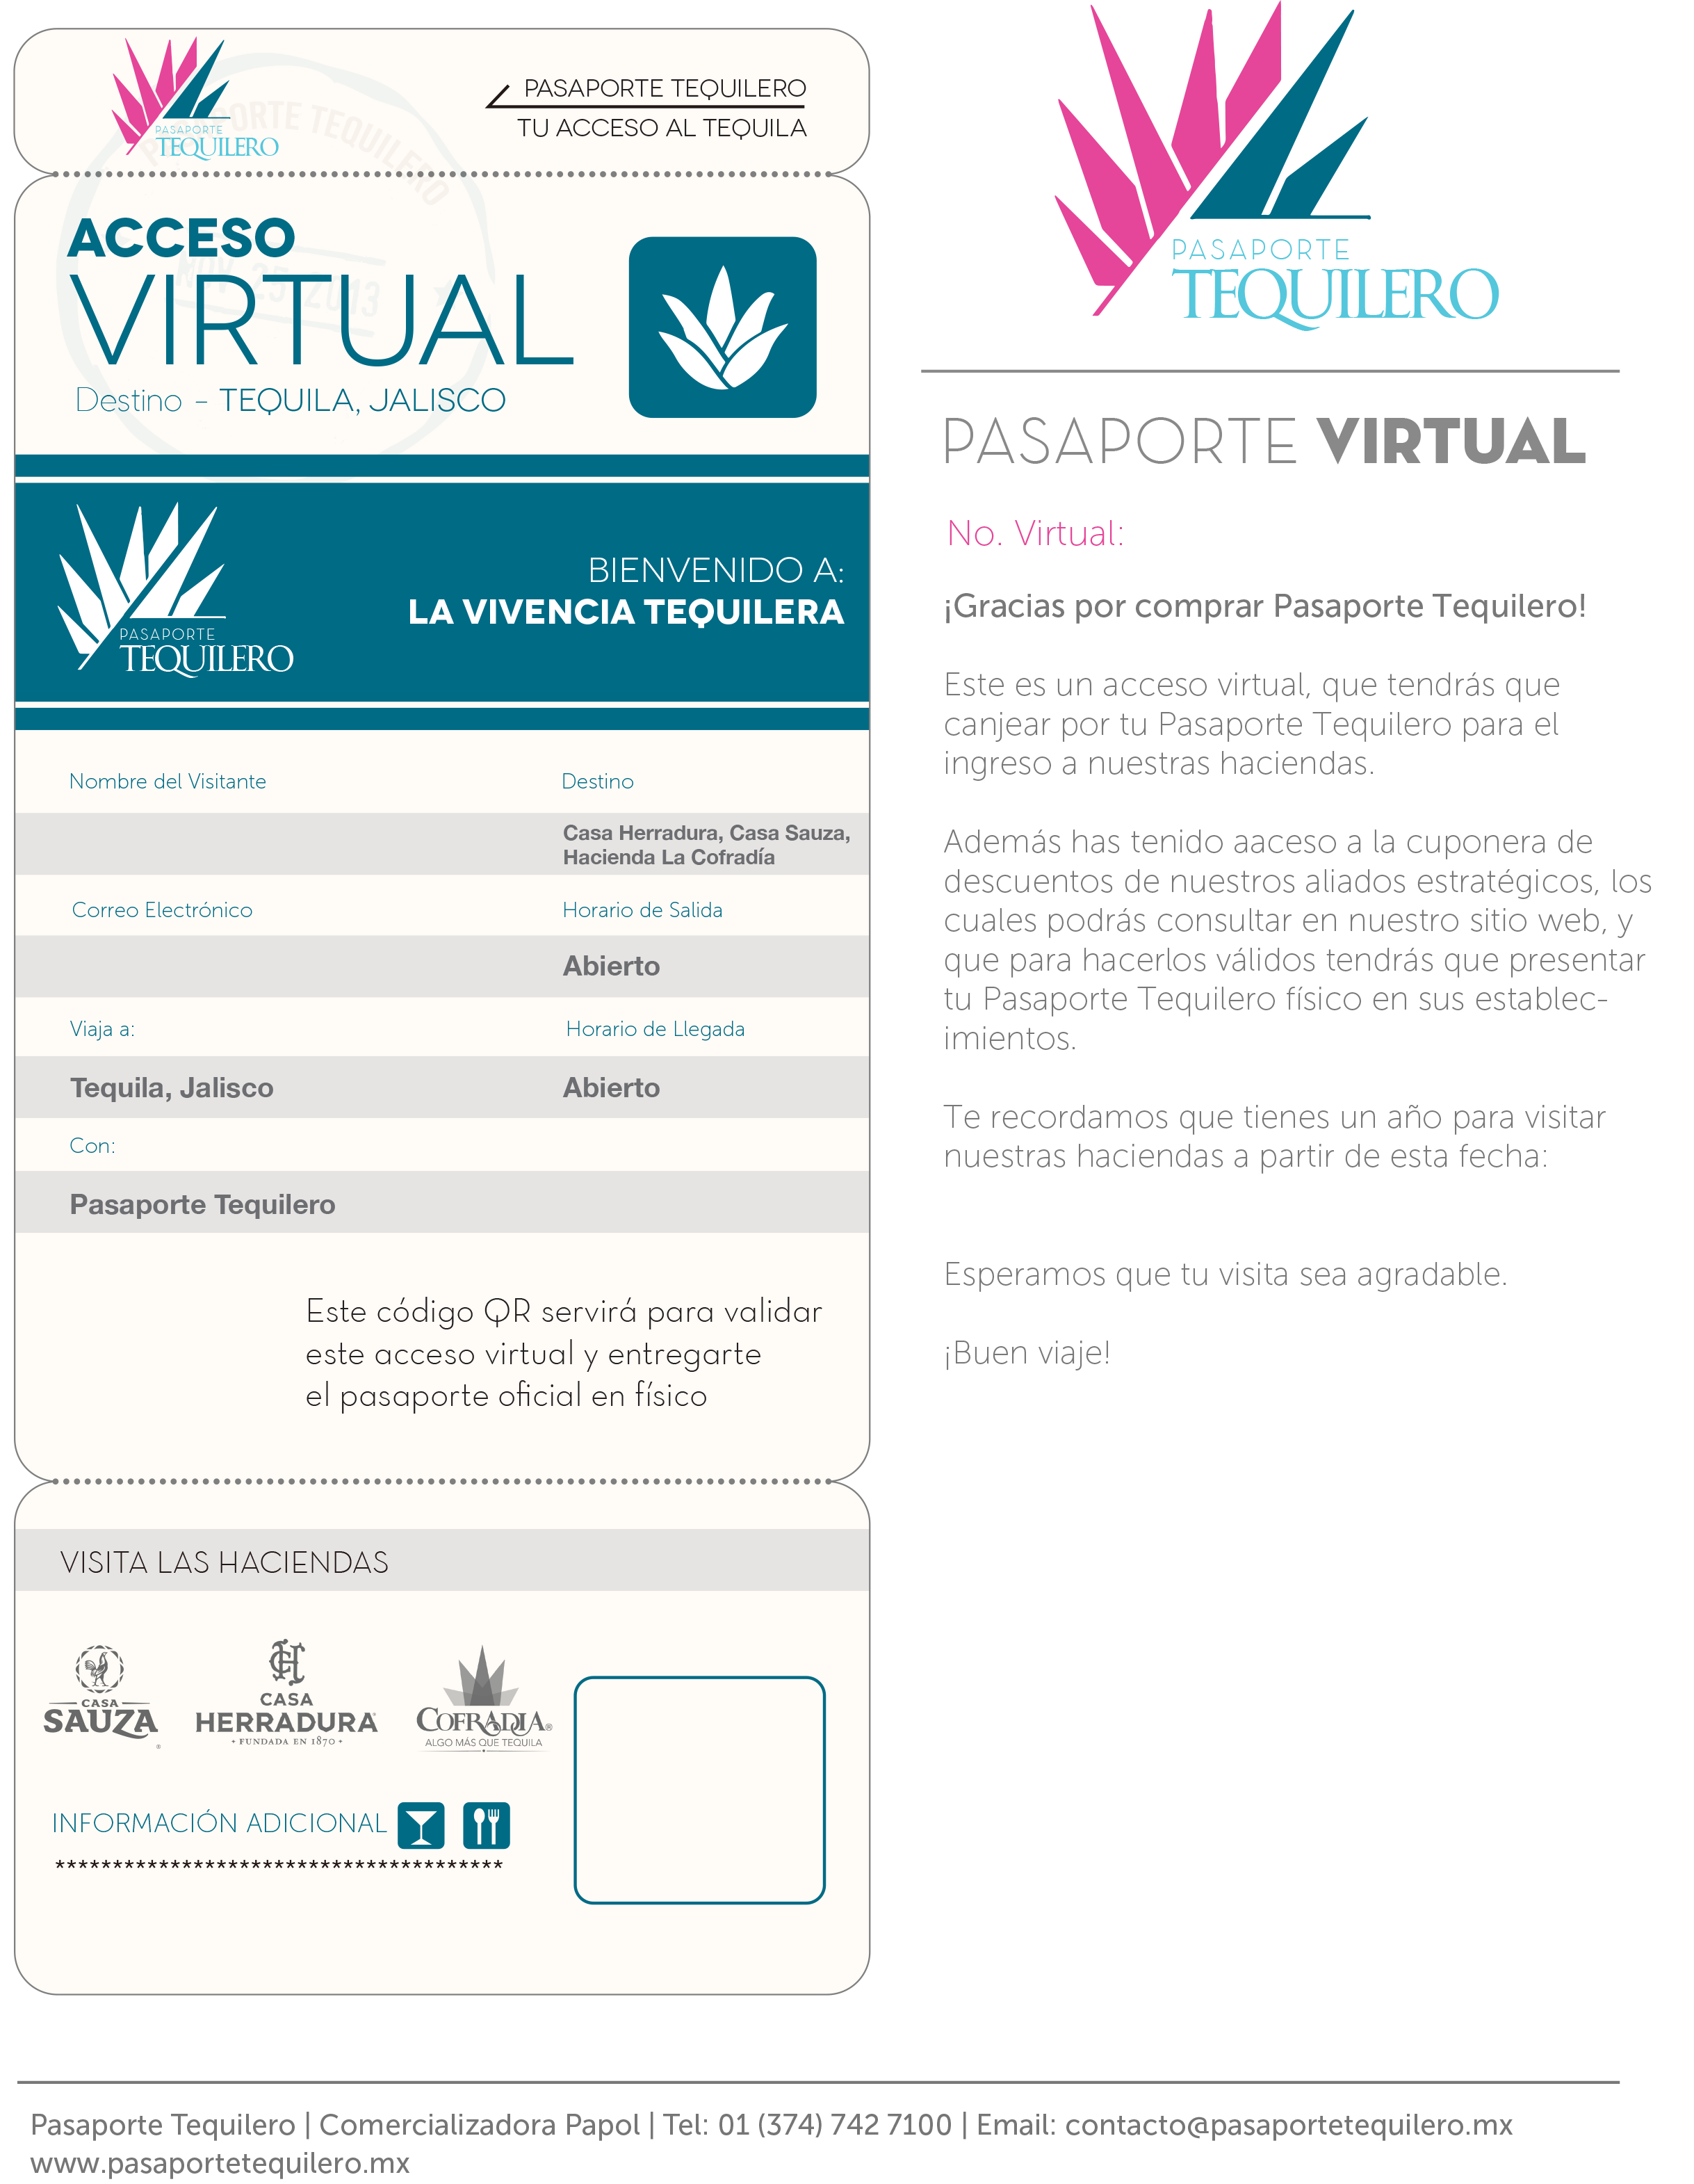 PASAPORTE
TEQUILERO
PASAPORTE TEQUILERO
TU ACCESO AL TEQUILA
PASAPORTE TEQUILERO
NOV 25 2013
ACCESO
VIRTUAL
Destino - TEQUILA, JALISCO
PASAPORTE
TEQUILERO
BIENVENIDO A:
LA VIVENCIA TEQUILERA
Nombre del Visitante
Destino
Casa Herradura, Casa Sauza,
Hacienda La Cofradía
Correo Electrónico
Horario de Salida
Abierto
Viaja a:
Horario de Llegada
Tequila, Jalisco
Abierto
Con:
Pasaporte Tequilero
Este código QR servirá para validar
este acceso virtual y entregarte
el pasaporte oficial en físico
VISITA LAS HACIENDAS
CASA
SAUZA
®
CH
CASA
HERRADURA
• FUNDADA EN 1870 •
COFRADIA®
ALGO MÁS QUE TEQUILA
INFORMACIÓN ADICIONAL
***************************************
PASAPORTE
TEQUILERO
PASAPORTE VIRTUAL
No. Virtual:
¡Gracias por comprar Pasaporte Tequilero!
Este es un acceso virtual, que tendrás que
canjear por tu Pasaporte Tequilero para el
ingreso a nuestras haciendas.
Además has tenido aaceso a la cuponera de
descuentos de nuestros aliados estratégicos, los
cuales podrás consultar en nuestro sitio web, y
que para hacerlos válidos tendrás que presentar
tu Pasaporte Tequilero físico en sus establec-
imientos.
Te recordamos que tienes un año para visitar
nuestras haciendas a partir de esta fecha:
Esperamos que tu visita sea agradable.
¡Buen viaje!
Pasaporte Tequilero | Comercializadora Papol | Tel: 01 (374) 742 7100 | Email: contacto@pasaportetequilero.mx
www.pasaportetequilero.mx